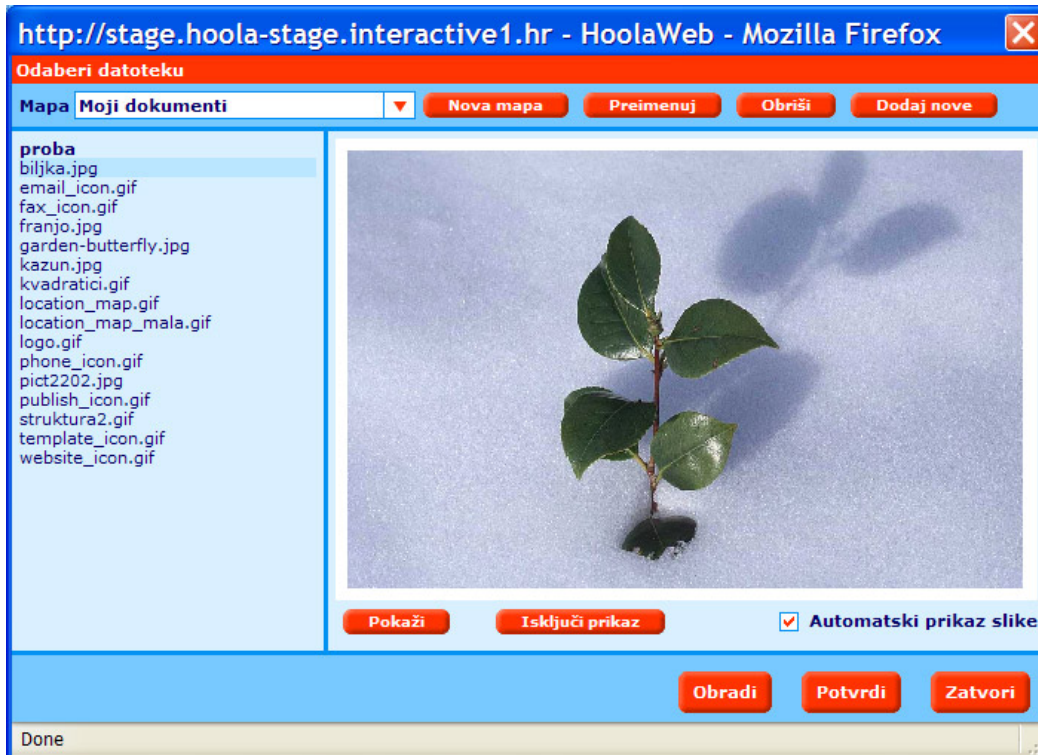 http://stage.hoola-stage.interactive1.hr - HoolaWeb - Mozilla Firefox
Odaberi datoteku
Mapa Moji dokumenti Nova mapa Preimenuj Obriši Dodaj nove
proba
biljka.jpg
email_icon.gif
fax_icon.gif
franjo.jpg
garden-butterfly.jpg
kazun.jpg
kvadratici.gif
location_map.gif
location_map_mala.gif
logo.gif
phone_icon.gif
pict2202.jpg
publish_icon.gif
struktura2.gif
template_icon.gif
website_icon.gif
Pokaži Isključi prikaz Automatski prikaz slike
Obradi Potvrdi Zatvori
Done